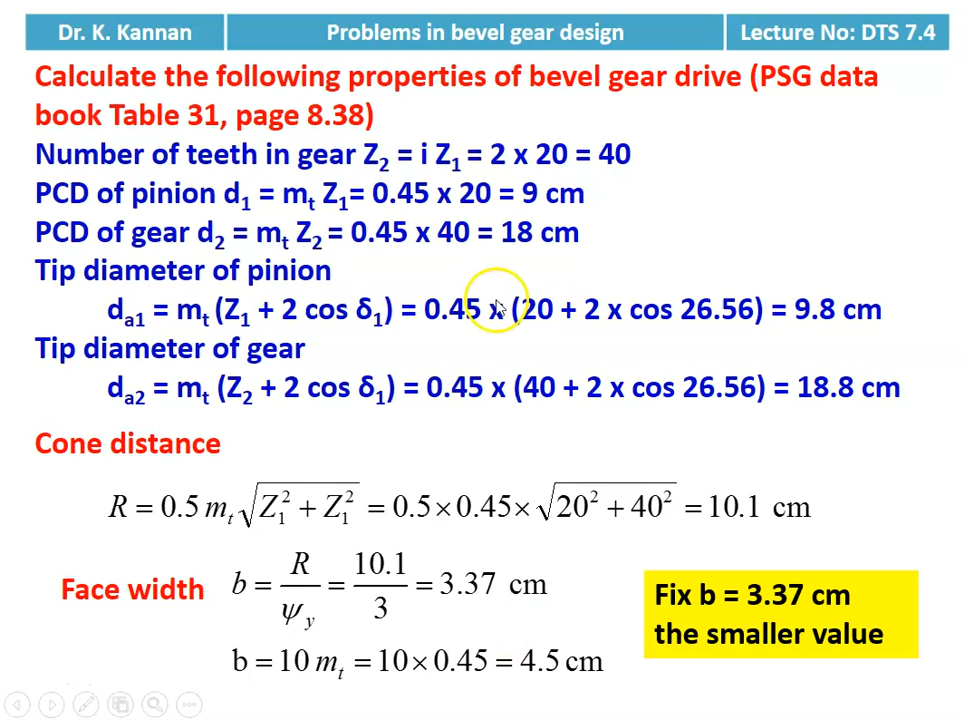 Dr. K. Kannan Problems in bevel gear design Lecture No: DTS 7.4
Calculate the following properties of bevel gear drive (PSG data
book Table 31, page 8.38)
Number of teeth in gear Z₂ = i Z₁ = 2 x 20 = 40
PCD of pinion d₁ = mₜ Z₁= 0.45 x 20 = 9 cm
PCD of gear d₂ = mₜ Z₂ = 0.45 x 40 = 18 cm
Tip diameter of pinion
dₐ₁ = mₜ (Z₁ + 2 cos δ₁) = 0.45 x (20 + 2 x cos 26.56) = 9.8 cm
Tip diameter of gear
dₐ₂ = mₜ (Z₂ + 2 cos δ₁) = 0.45 x (40 + 2 x cos 26.56) = 18.8 cm
Cone distance
R = 0.5 mₜ √(Z₁² + Z₁²) = 0.5 × 0.45 × √(20² + 40²) = 10.1 cm
Face width b = R/ψ_y = 10.1/3 = 3.37 cm
Fix b = 3.37 cm
the smaller value
b = 10 mₜ = 10 × 0.45 = 4.5 cm